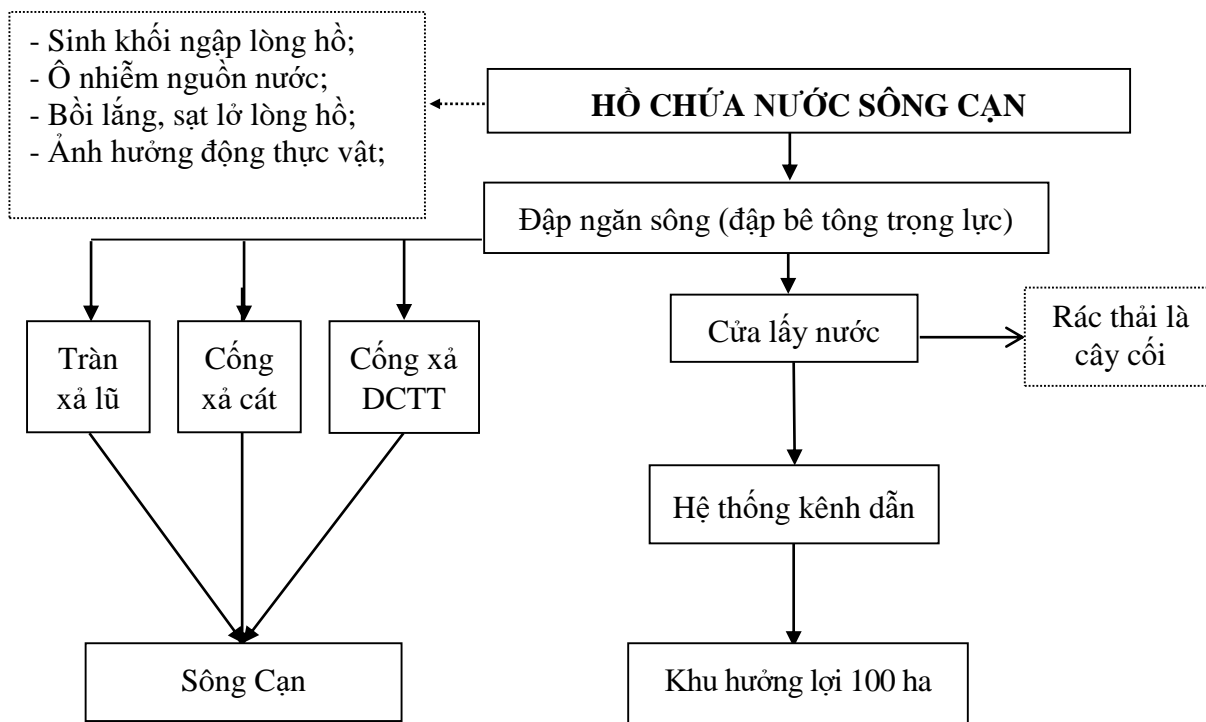 - Sinh khối ngập lòng hồ;
- Ô nhiễm nguồn nước;
- Bồi lắng, sạt lở lòng hồ;
- Ảnh hưởng động thực vật;
HỒ CHỨA NƯỚC SÔNG CẠN
Đập ngăn sông (đập bê tông trọng lực)
Tràn
xả lũ
Cống
xả cát
Cống xả
DCTT
Cửa lấy nước
Rác thải là
cây cối
Hệ thống kênh dẫn
Sông Cạn
Khu hưởng lợi 100 ha